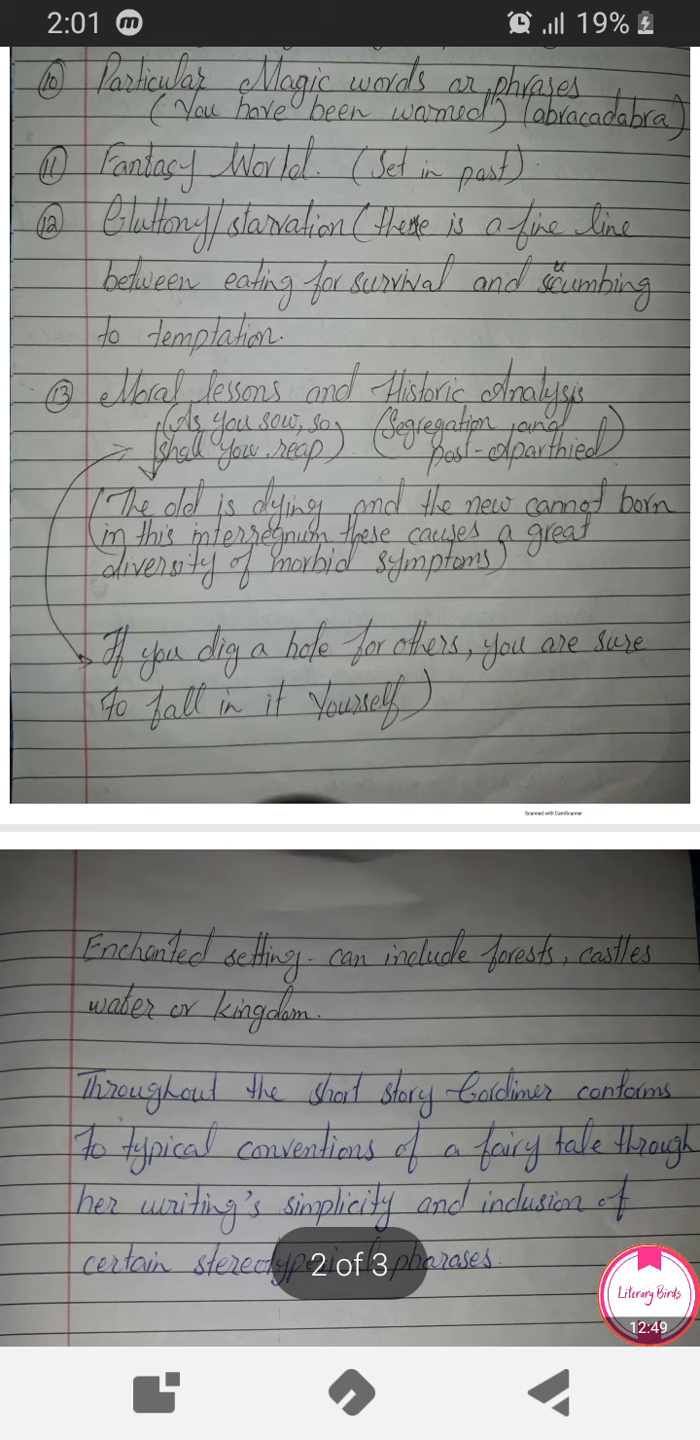 2:01 m 19%
⑩ Particular Magic words or phrases
(You have been warned) (abracadabra)
⑪ Fantasy World. (Set in past).
⑫ Gluttony/starvation (there is a fine line
between eating for survival and scumbing
to temptation.
⑬ Moral lessons and Historic Analysis
(As you sow, so (Segregation and
shall your reap) post-Aparthied)
(The old is dying and the new cannot born
in this interregnum these causes a great
diversity of morbid symptoms)
If you dig a hole for others, you are sure
to fall in it Yourself)
Scanned with CamScanner
Enchanted setting. can include forests, castles
water or kingdom.
Throughout the short story Gordimer conforms
to typical conventions of a fairy tale through
her writing's simplicity and inclusion of
certain pharases.
2 of 3
Literary Birds
12:49